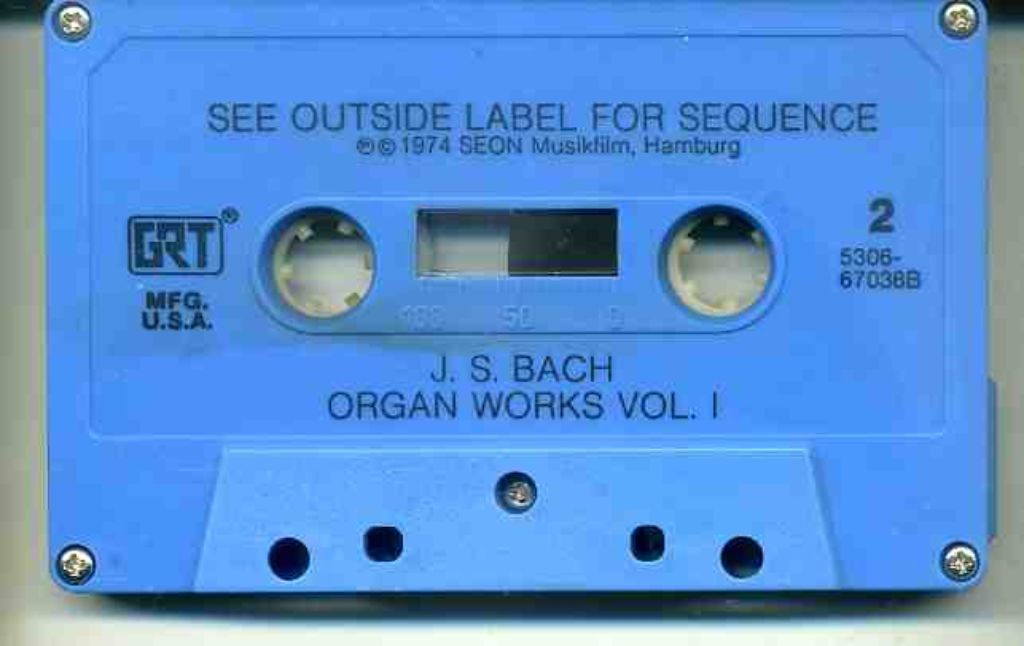 SEE OUTSIDE LABEL FOR SEQUENCE
℗©1974 SEON Musikfilm, Hamburg
GRT®
MFG.
U.S.A.
100 50 0
2
5306-
67036B
J. S. BACH
ORGAN WORKS VOL. I